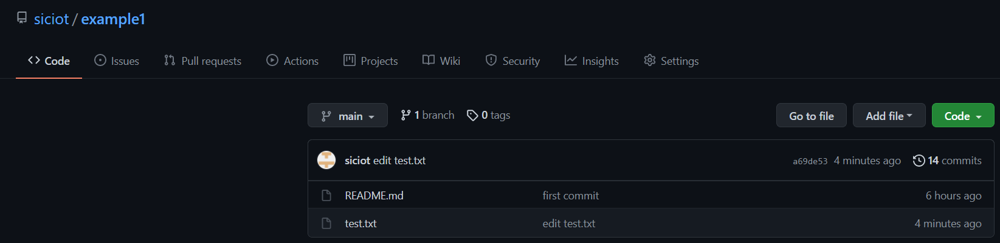 siciot / example1
Code Issues Pull requests Actions Projects Wiki Security Insights Settings
main 1 branch 0 tags Go to file Add file Code
siciot edit test.txt a69de53 4 minutes ago 14 commits
README.md first commit 6 hours ago
test.txt edit test.txt 4 minutes ago